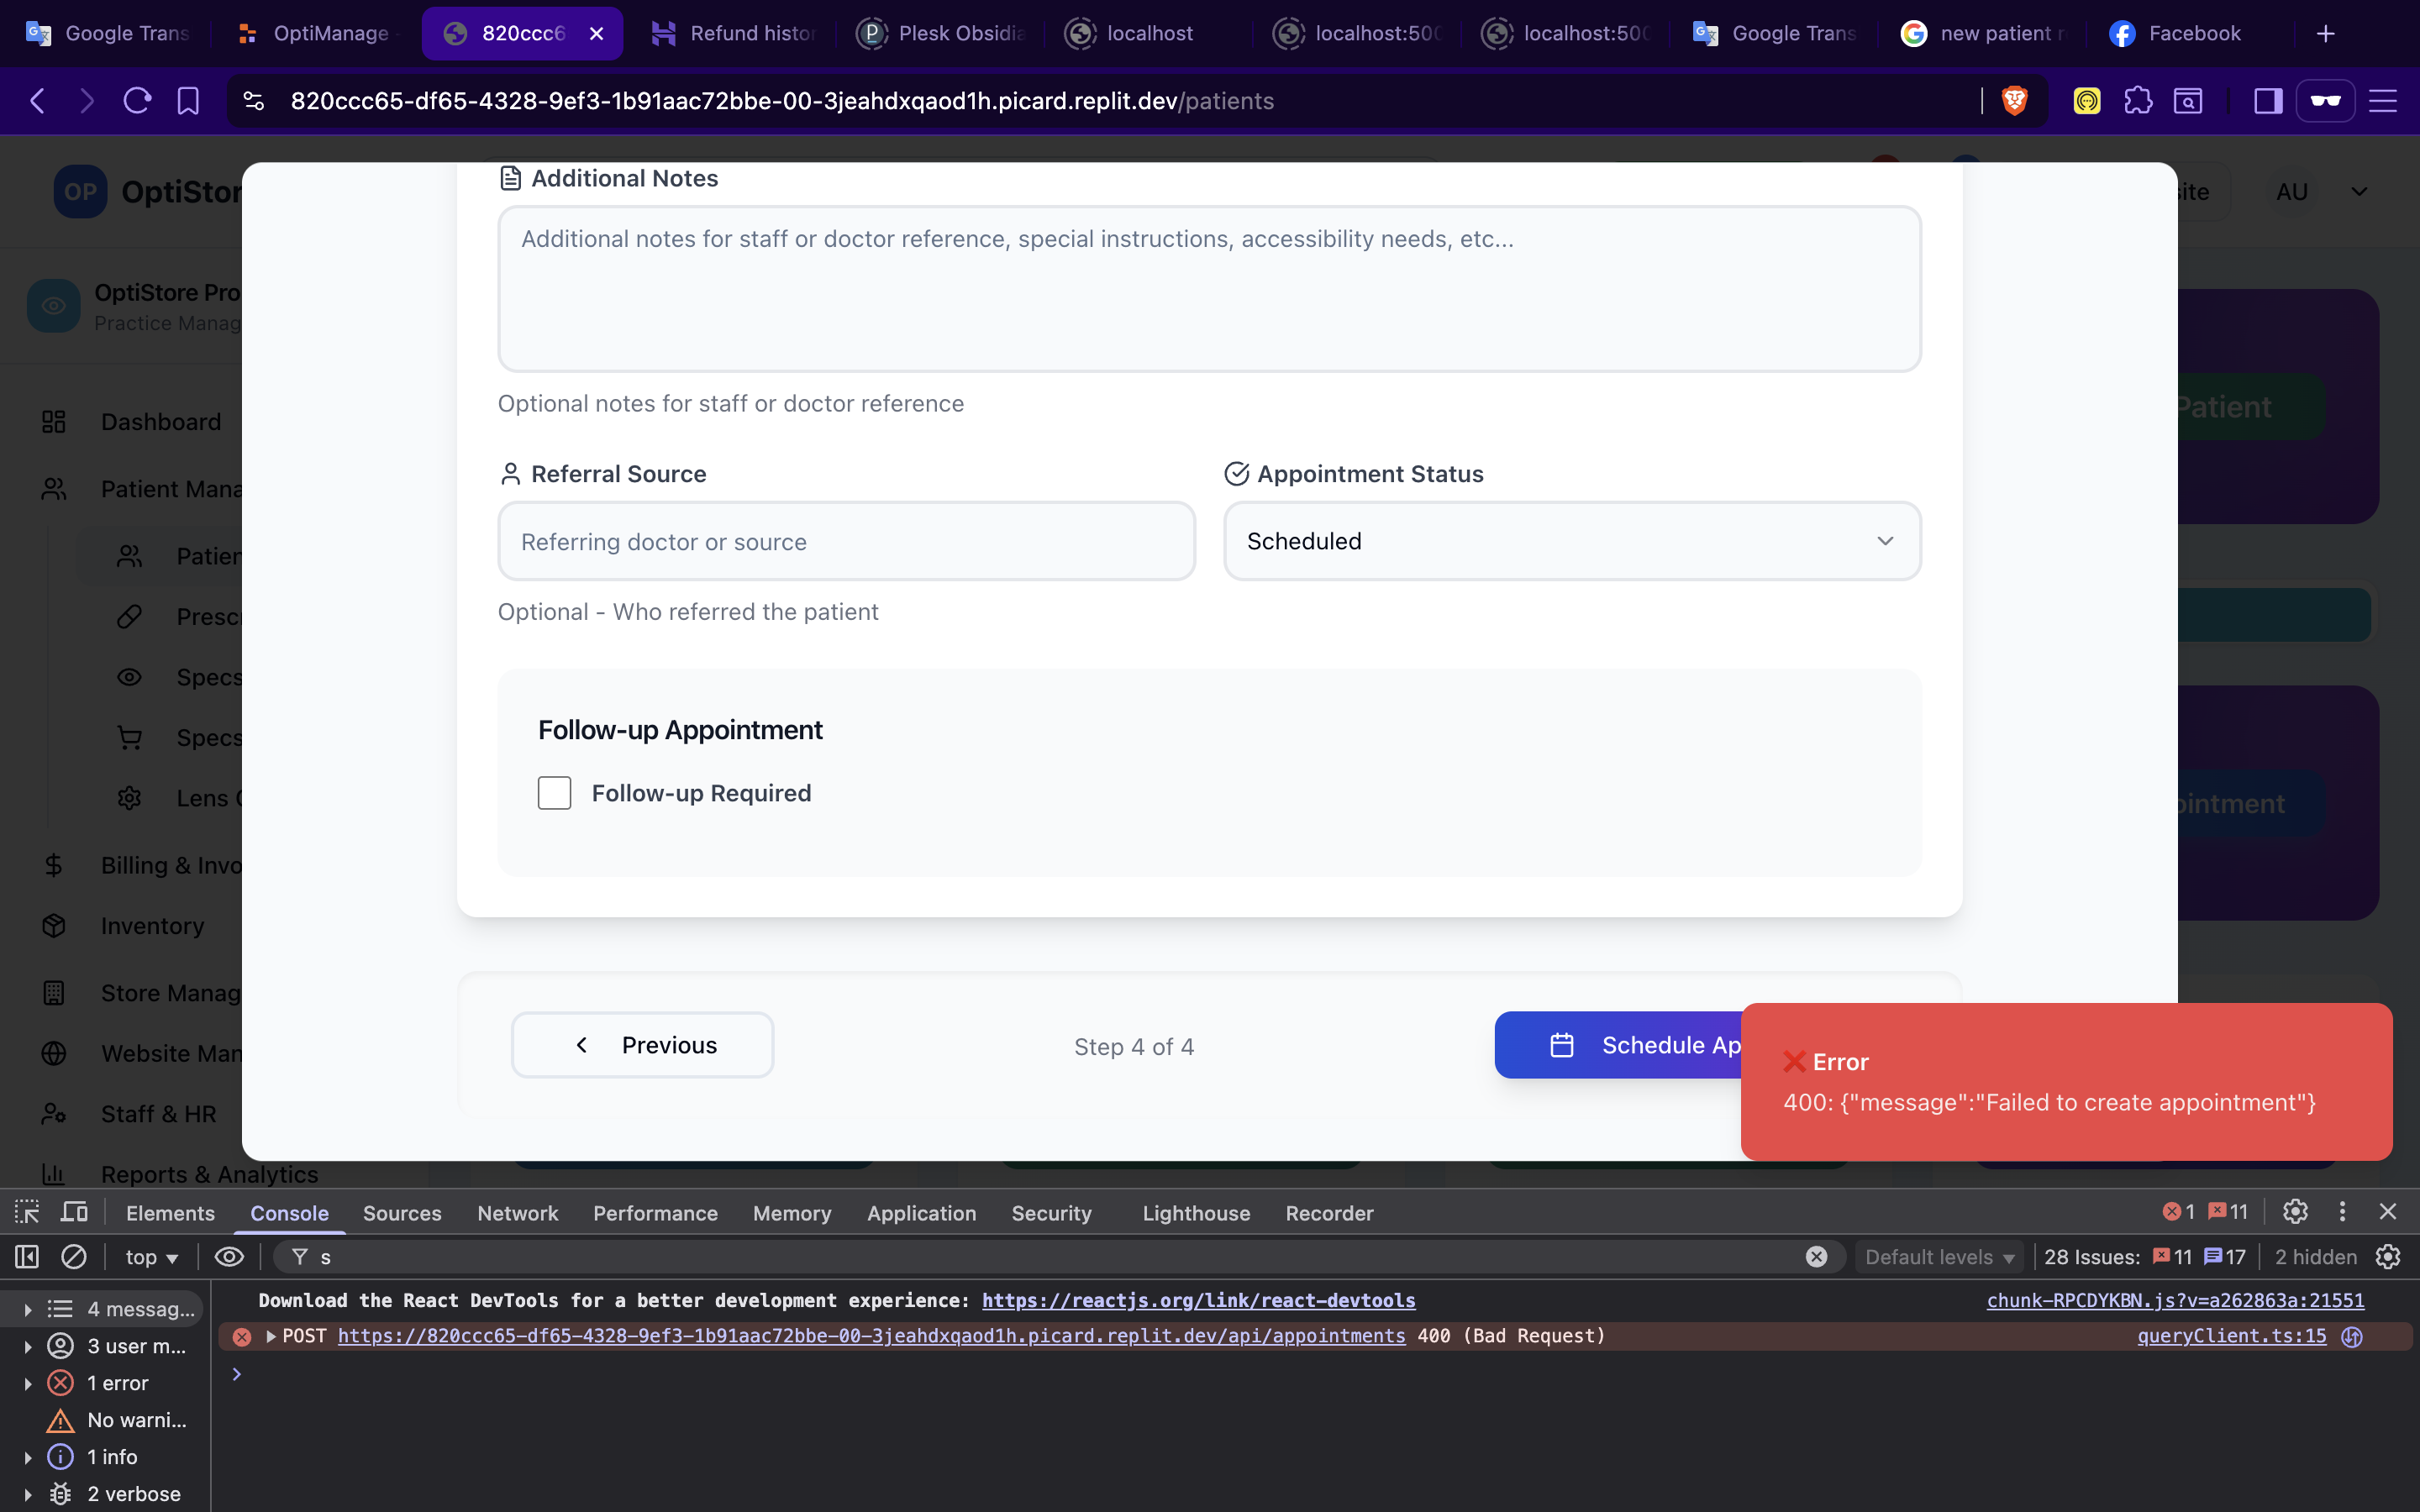 Google Trans
OptiManage
820ccc6
Refund histor
Plesk Obsidia
localhost
localhost:500
localhost:500
Google Trans
new patient r
Facebook
820ccc65-df65-4328-9ef3-1b91aac72bbe-00-3jeahdxqaod1h.picard.replit.dev/patients
OP OptiStor
site
AU
OptiStore Pro
Practice Manag
Dashboard
Patient Mana
Patien
Presc
Specs
Specs
Lens
Billing & Invo
Inventory
Store Manag
Website Man
Staff & HR
Reports & Analytics
Patient
ointment
Additional Notes
Additional notes for staff or doctor reference, special instructions, accessibility needs, etc...
Optional notes for staff or doctor reference
Referral Source
Appointment Status
Referring doctor or source
Scheduled
Optional - Who referred the patient
Follow-up Appointment
Follow-up Required
Previous
Step 4 of 4
Schedule Ap
❌ Error
400: {"message":"Failed to create appointment"}
Elements
Console
Sources
Network
Performance
Memory
Application
Security
Lighthouse
Recorder
1
11
top
s
Default levels
28 Issues:
11
17
2 hidden
4 messag...
3 user m...
1 error
No warni...
1 info
2 verbose
Download the React DevTools for a better development experience: https://reactjs.org/link/react-devtools
chunk-RPCDYKBN.js?v=a262863a:21551
POST https://820ccc65-df65-4328-9ef3-1b91aac72bbe-00-3jeahdxqaod1h.picard.replit.dev/api/appointments 400 (Bad Request)
queryClient.ts:15